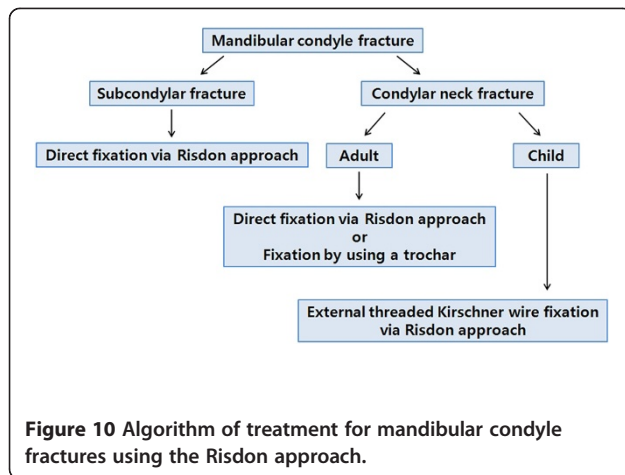 Mandibular condyle fracture
Subcondylar fracture
Condylar neck fracture
Direct fixation via Risdon approach
Adult
Child
Direct fixation via Risdon approach
or
Fixation by using a trochar
External threaded Kirschner wire fixation
via Risdon approach
Figure 10 Algorithm of treatment for mandibular condyle
fractures using the Risdon approach.